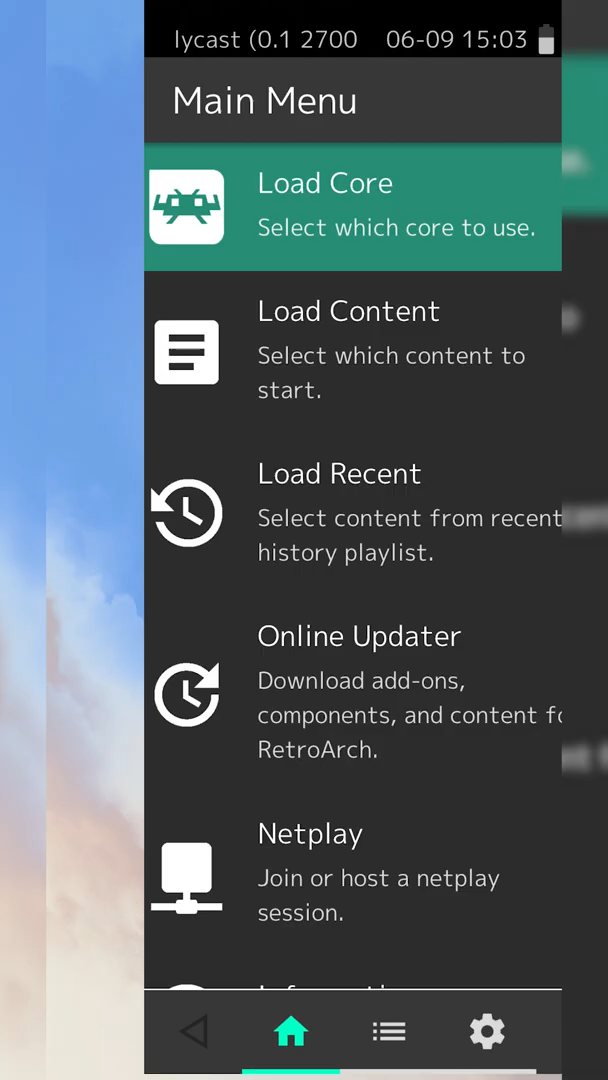 lycast (0.1 2700 06-09 15:03
Main Menu
Load Core
Select which core to use.
Load Content
Select which content to
start.
Load Recent
Select content from recent
history playlist.
Online Updater
Download add-ons,
components, and content fo
RetroArch.
Netplay
Join or host a netplay
session.